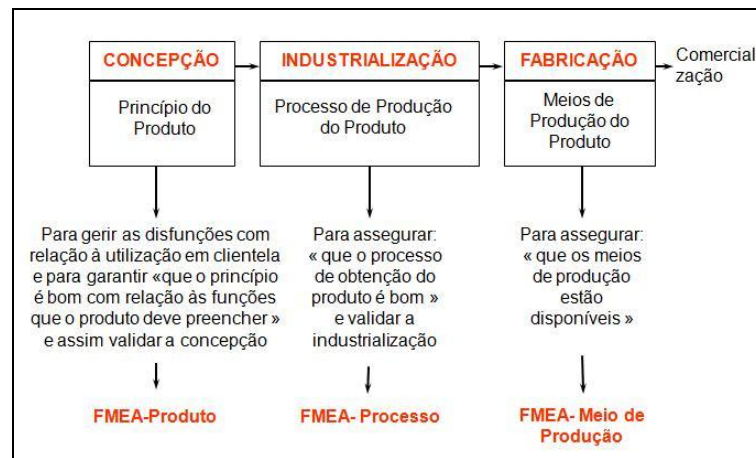 CONCEPÇÃO
Princípio do
Produto
INDUSTRIALIZAÇÃO
Processo de Produção
do Produto
FABRICAÇÃO
Meios de
Produção do
Produto
Comercial
zação
Para gerir as disfunções com
relação à utilização em clientela
e para garantir «que o princípio
é bom com relação às funções
que o produto deve preencher »
e assim validar a concepção
Para assegurar:
« que o processo
de obtenção do
produto é bom »
e validar a
industrialização
Para assegurar:
« que os meios
de produção
estão
disponíveis »
FMEA-Produto
FMEA- Processo
FMEA- Meio de
Produção